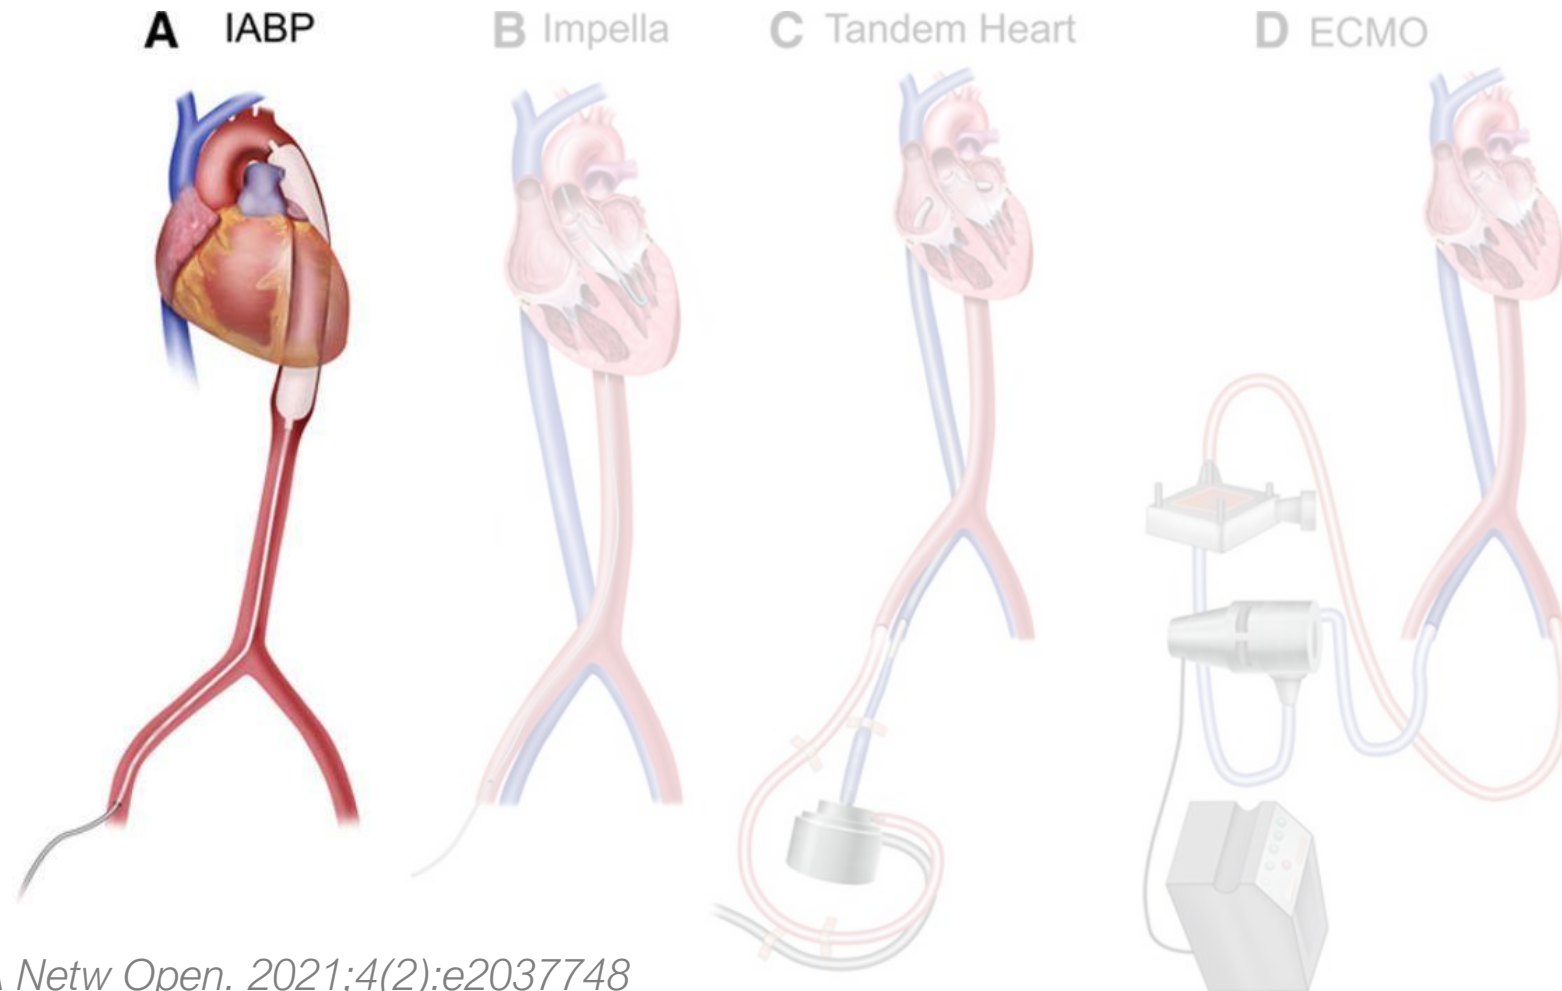 A IABP
B Impella
C Tandem Heart
D ECMO
Netw Open. 2021;4(2):e2037748